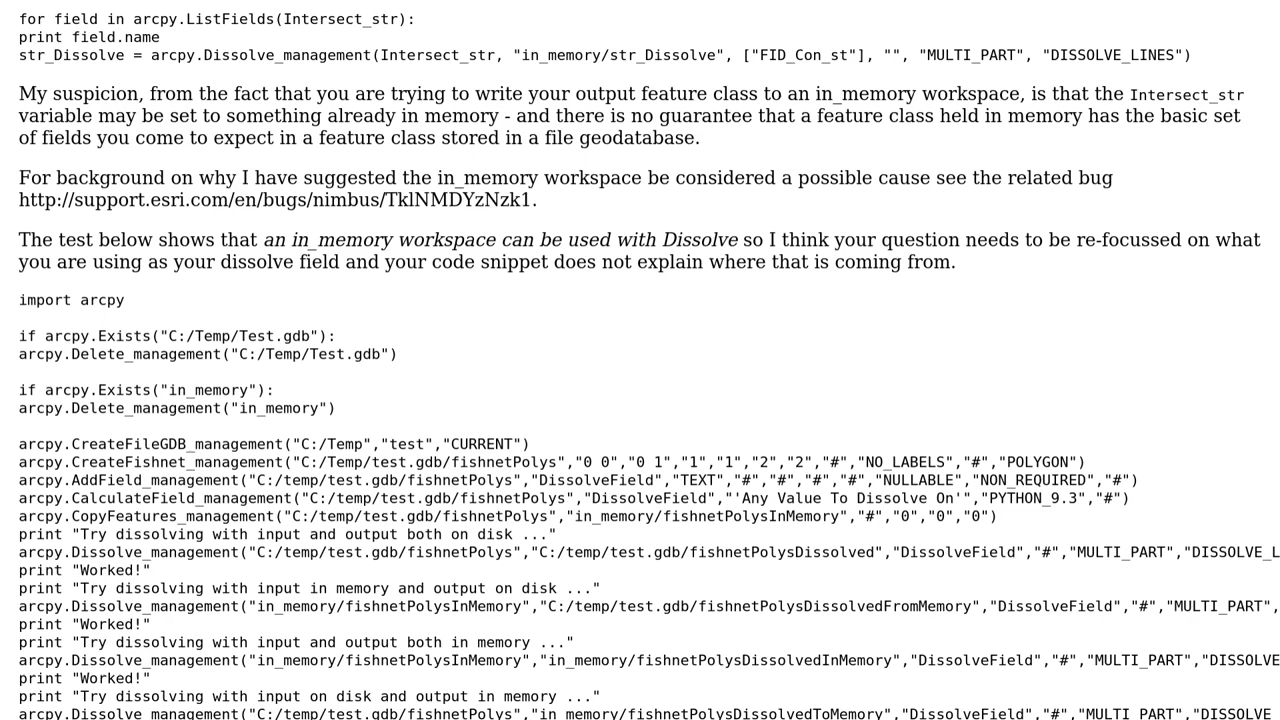 for field in arcpy.ListFields(Intersect_str):
print field.name
str_Dissolve = arcpy.Dissolve_management(Intersect_str, "in_memory/str_Dissolve", ["FID_Con_st"], "", "MULTI_PART", "DISSOLVE_LINES")
My suspicion, from the fact that you are trying to write your output feature class to an in_memory workspace, is that the Intersect_str
variable may be set to something already in memory - and there is no guarantee that a feature class held in memory has the basic set
of fields you come to expect in a feature class stored in a file geodatabase.
For background on why I have suggested the in_memory workspace be considered a possible cause see the related bug
http://support.esri.com/en/bugs/nimbus/TklNMDYzNzk1.
The test below shows that an in_memory workspace can be used with Dissolve so I think your question needs to be re-focussed on what
you are using as your dissolve field and your code snippet does not explain where that is coming from.
import arcpy
if arcpy.Exists("C:/Temp/Test.gdb"):
arcpy.Delete_management("C:/Temp/Test.gdb")
if arcpy.Exists("in_memory"):
arcpy.Delete_management("in_memory")
arcpy.CreateFileGDB_management("C:/Temp","test","CURRENT")
arcpy.CreateFishnet_management("C:/Temp/test.gdb/fishnetPolys","0 0","0 1","1","1","2","2","#","NO_LABELS","#","POLYGON")
arcpy.AddField_management("C:/temp/test.gdb/fishnetPolys","DissolveField","TEXT","#","#","#","#","NULLABLE","NON_REQUIRED","#")
arcpy.CalculateField_management("C:/temp/test.gdb/fishnetPolys","DissolveField","'Any Value To Dissolve On'","PYTHON_9.3","#")
arcpy.CopyFeatures_management("C:/temp/test.gdb/fishnetPolys","in_memory/fishnetPolysInMemory","#","0","0","0")
print "Try dissolving with input and output both on disk ..."
arcpy.Dissolve_management("C:/temp/test.gdb/fishnetPolys","C:/temp/test.gdb/fishnetPolysDissolved","DissolveField","#","MULTI_PART","DISSOLVE_L
print "Worked!"
print "Try dissolving with input in memory and output on disk ..."
arcpy.Dissolve_management("in_memory/fishnetPolysInMemory","C:/temp/test.gdb/fishnetPolysDissolvedFromMemory","DissolveField","#","MULTI_PART",
print "Worked!"
print "Try dissolving with input and output both in memory ..."
arcpy.Dissolve_management("in_memory/fishnetPolysInMemory","in_memory/fishnetPolysDissolvedInMemory","DissolveField","#","MULTI_PART","DISSOLVE
print "Worked!"
print "Try dissolving with input on disk and output in memory ..."
arcpy.Dissolve_management("C:/temp/test.gdb/fishnetPolys","in_memory/fishnetPolysDissolvedToMemory","DissolveField","#","MULTI_PART","DISSOLVE